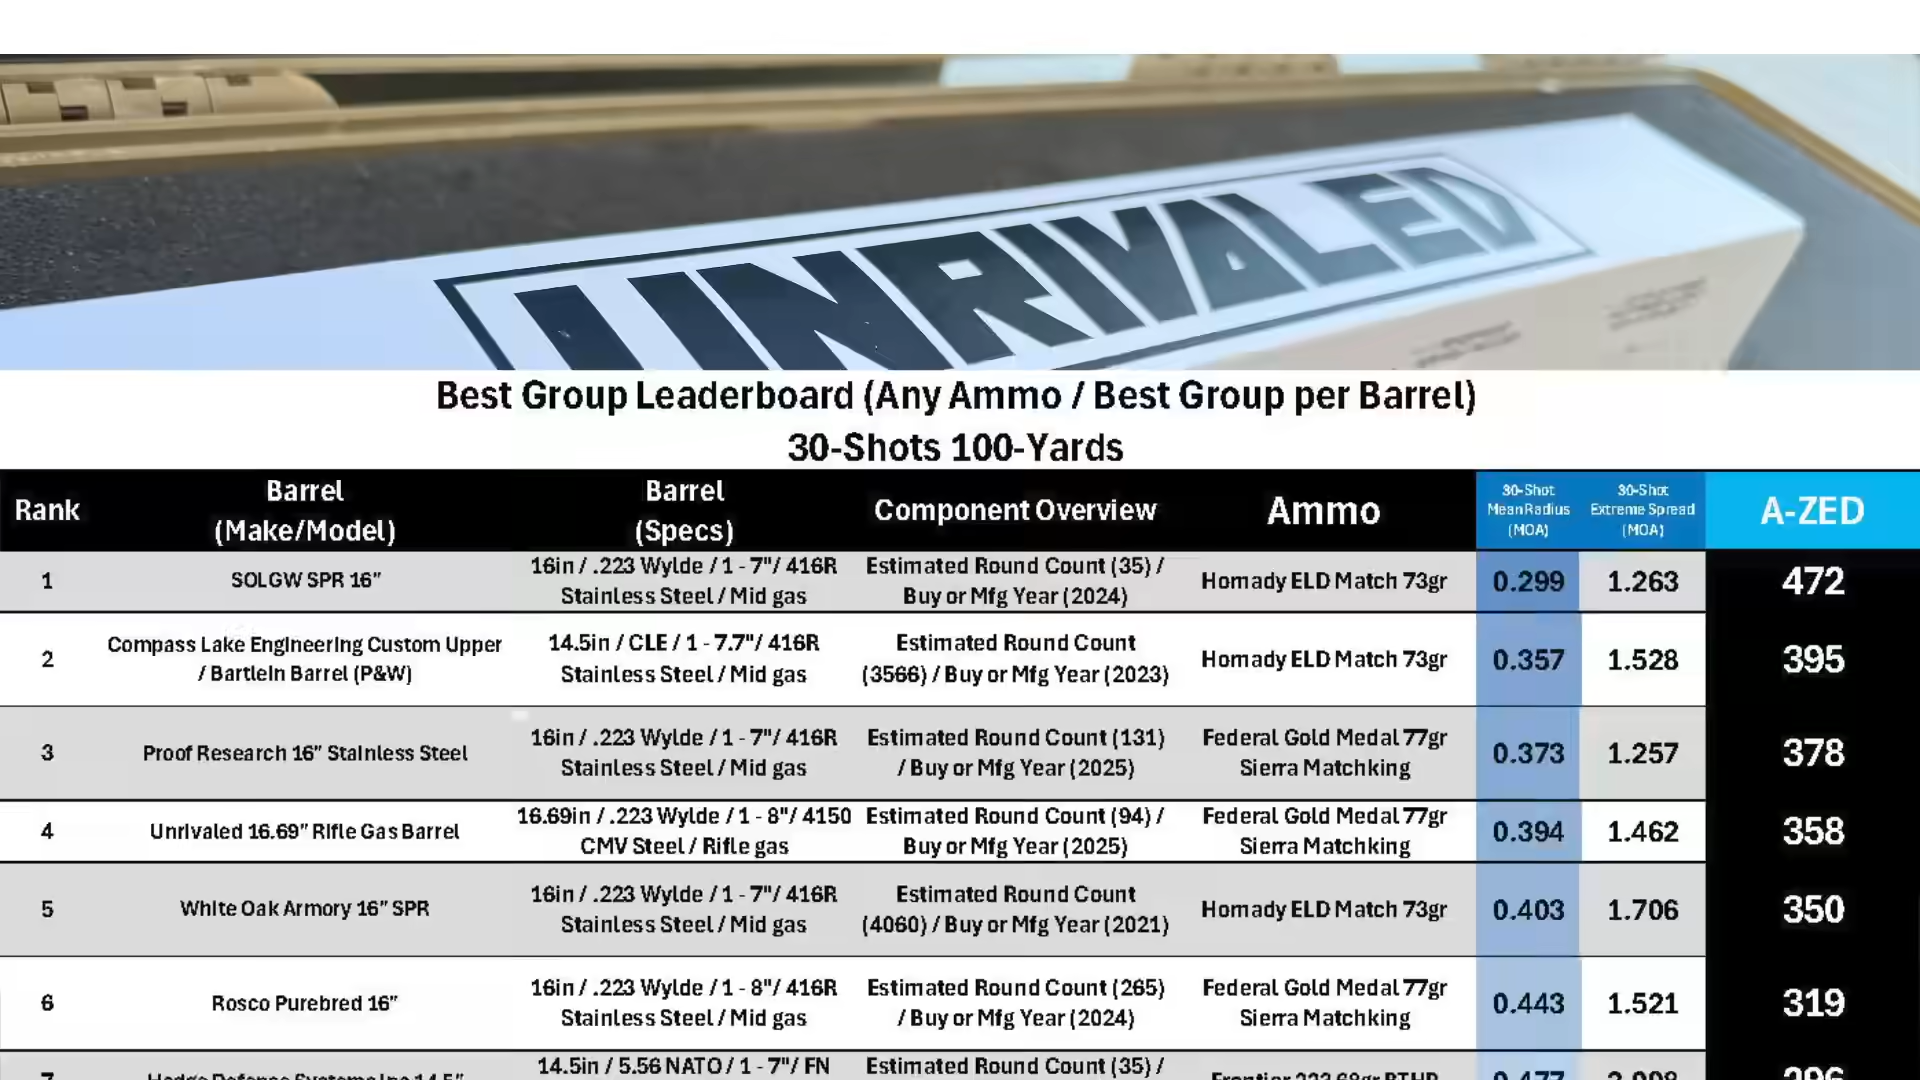 UNRIVALED
Best Group Leaderboard (Any Ammo / Best Group per Barrel)
30-Shots 100-Yards
Rank
Barrel
(Make/Model)
Barrel
(Specs)
Component Overview
Ammo
30-Shot
Mean Radius
(MOA)
30-Shot
Extreme Spread
(MOA)
A-ZED
1
SOLGW SPR 16"
16in / .223 Wylde / 1 - 7"/ 416R
Stainless Steel / Mid gas
Estimated Round Count (35) /
Buy or Mfg Year (2024)
Hornady ELD Match 73gr
0.299
1.263
472
2
Compass Lake Engineering Custom Upper
/ Bartlein Barrel (P&W)
14.5in / CLE / 1 - 7.7"/ 416R
Stainless Steel / Mid gas
Estimated Round Count
(3566) / Buy or Mfg Year (2023)
Hornady ELD Match 73gr
0.357
1.528
395
3
Proof Research 16" Stainless Steel
16in / .223 Wylde / 1 - 7"/ 416R
Stainless Steel / Mid gas
Estimated Round Count (131)
/ Buy or Mfg Year (2025)
Federal Gold Medal 77gr
Sierra Matchking
0.373
1.257
378
4
Unrivaled 16.69" Rifle Gas Barrel
16.69in / .223 Wylde / 1 - 8"/ 4150
CMV Steel / Rifle gas
Estimated Round Count (94) /
Buy or Mfg Year (2025)
Federal Gold Medal 77gr
Sierra Matchking
0.394
1.462
358
5
White Oak Armory 16" SPR
16in / .223 Wylde / 1 - 7"/ 416R
Stainless Steel / Mid gas
Estimated Round Count
(4060) / Buy or Mfg Year (2021)
Hornady ELD Match 73gr
0.403
1.706
350
6
Rosco Purebred 16"
16in / .223 Wylde / 1 - 8"/ 416R
Stainless Steel / Mid gas
Estimated Round Count (265)
/ Buy or Mfg Year (2024)
Federal Gold Medal 77gr
Sierra Matchking
0.443
1.521
319
7
14.5in / 5.56 NATO / 1 - 7"/ FN
Estimated Round Count (35) /